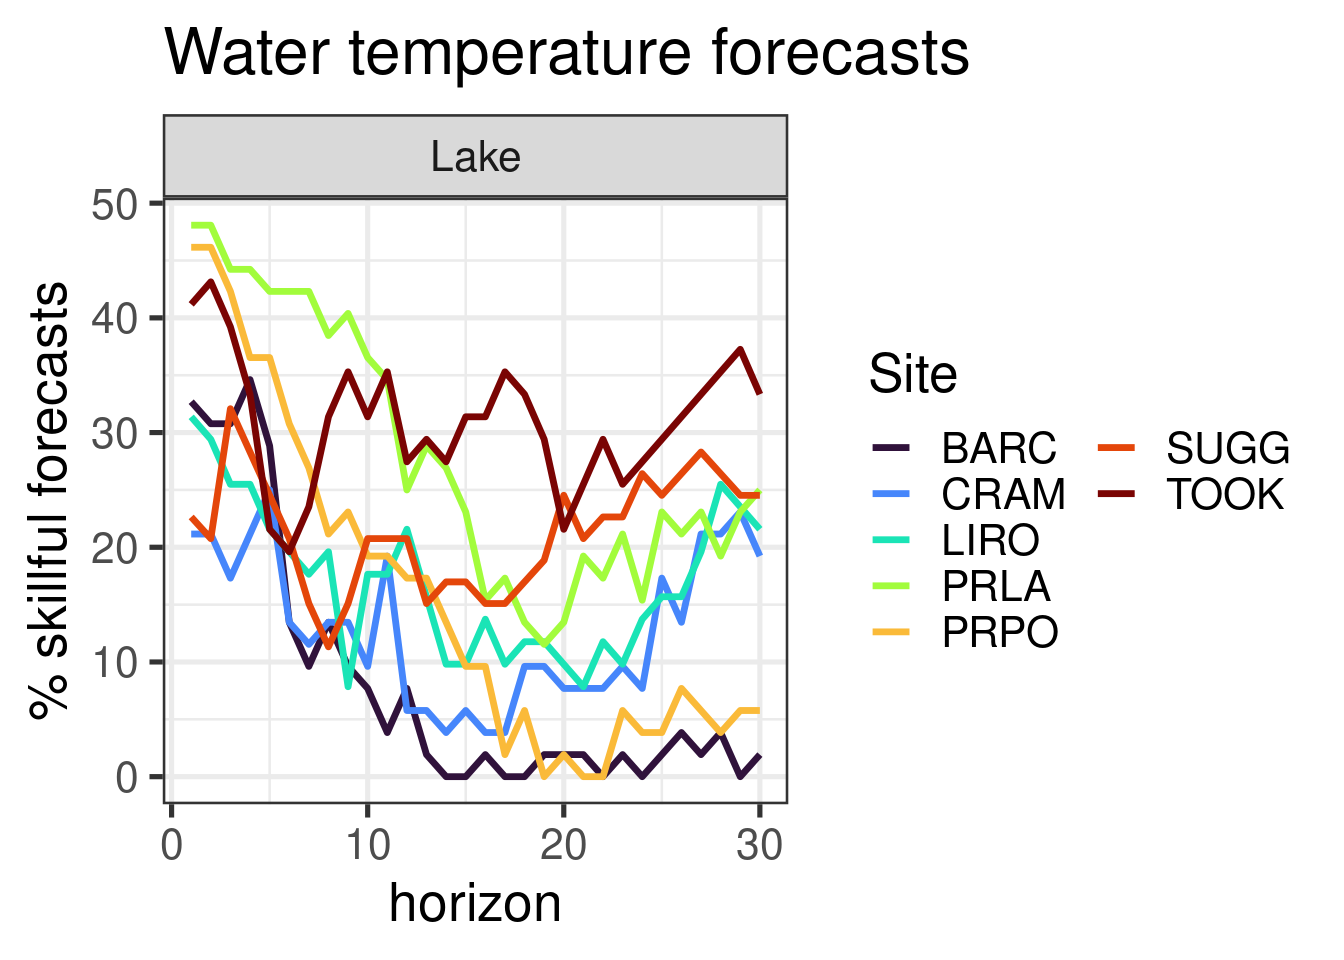 Water temperature forecasts
Lake
50
40
30
20
10
0
% skillful forecasts
0 10 20 30
horizon
Site
BARC SUGG
CRAM TOOK
LIRO
PRLA
PRPO